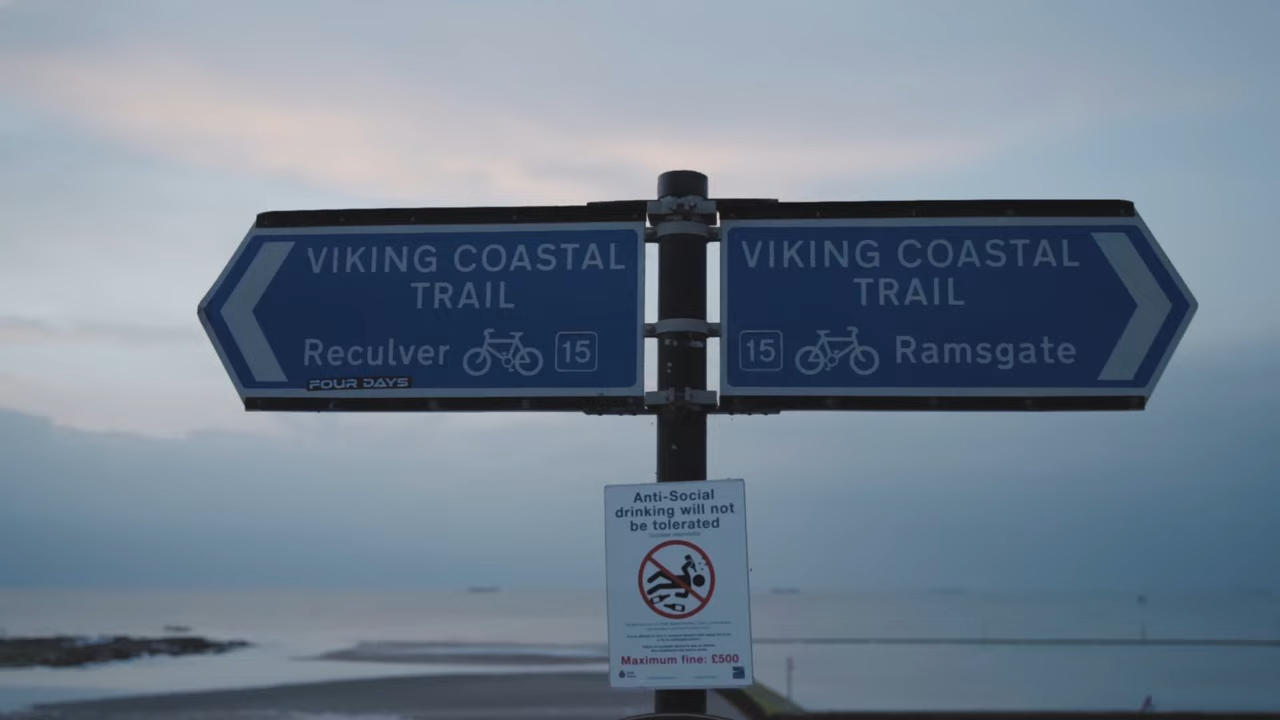 VIKING COASTAL
TRAIL
Reculver 15
FOUR DAYS
VIKING COASTAL
TRAIL
15 Ramsgate
Anti-Social
drinking will not
be tolerated
Maximum fine: £500